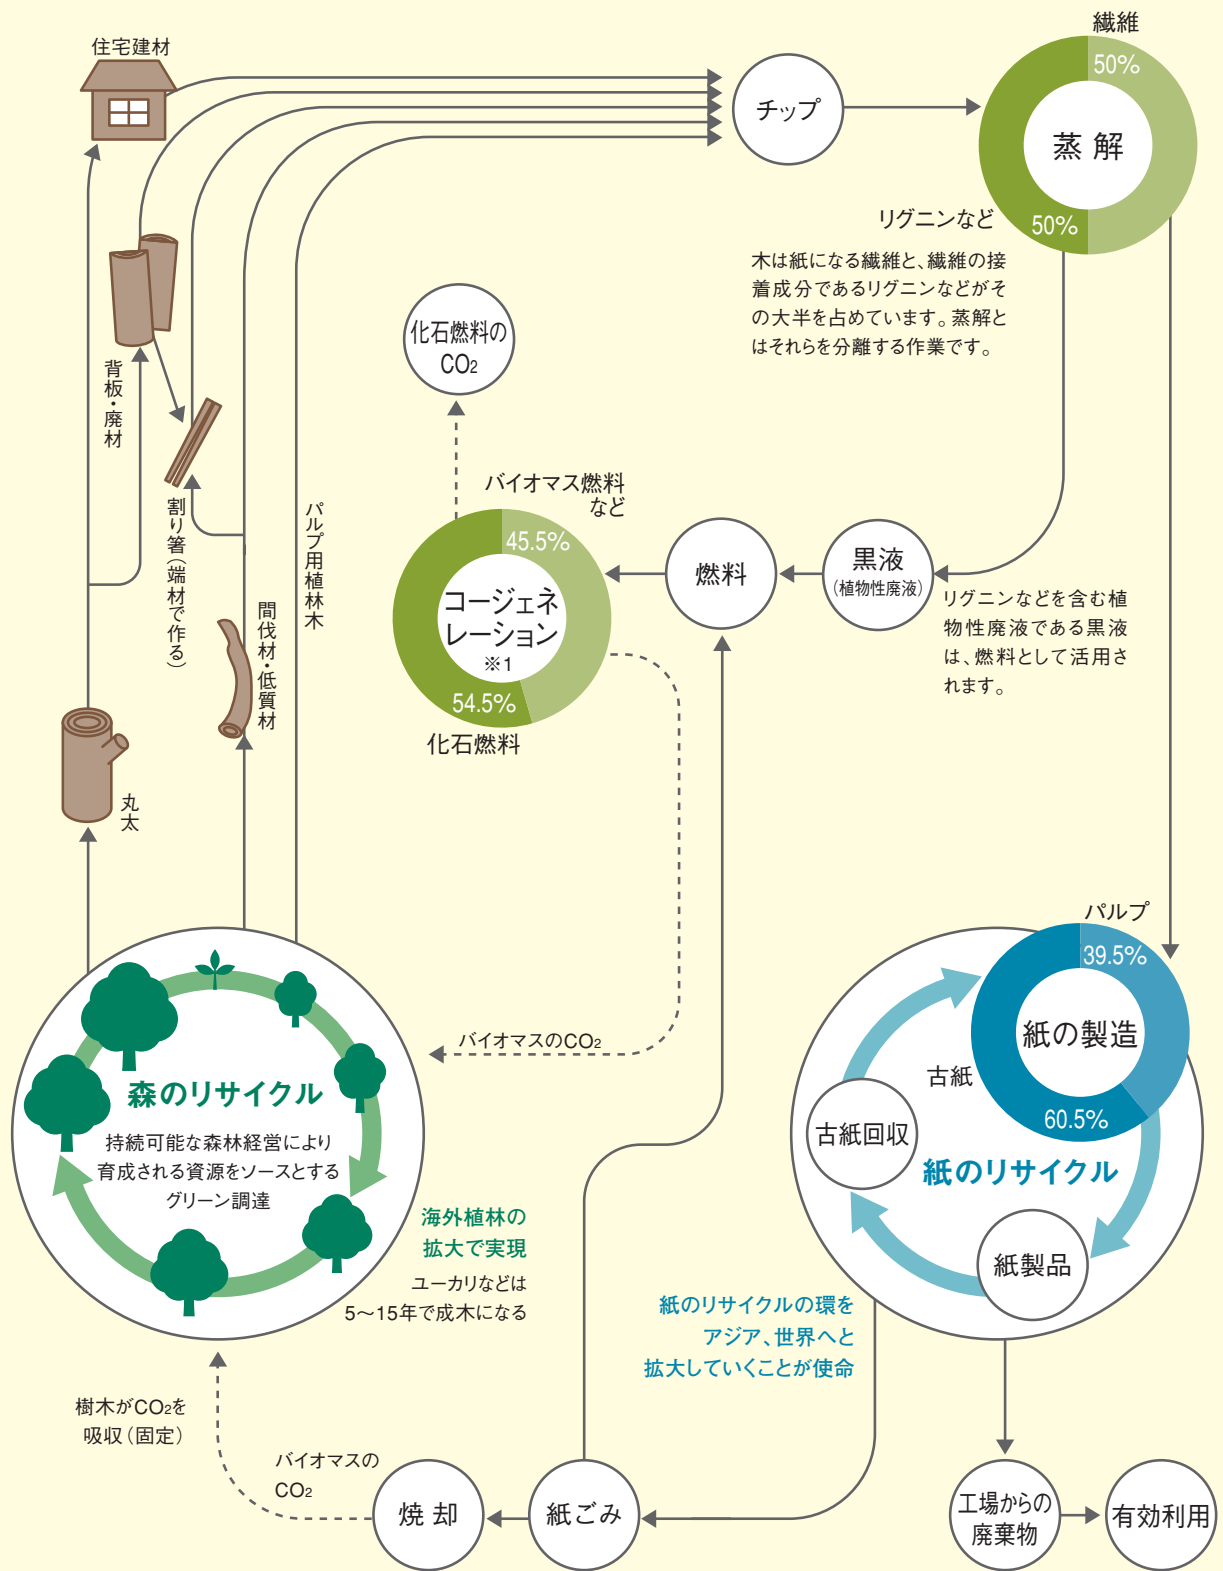 住宅建材
チップ
繊維
50%
蒸 解
50%
リグニンなど
木は紙になる繊維と、繊維の接
着成分であるリグニンなどがそ
の大半を占めています。蒸解と
はそれらを分離する作業です。
化石燃料の
CO₂
背板・廃材
割り箸（端材で作る）
パルプ用植林木
間伐材・低質材
丸太
バイオマス燃料
など
45.5%
コージェネ
レーション
※1
54.5%
化石燃料
燃料
黒液
（植物性廃液）
リグニンなどを含む植
物性廃液である黒液
は、燃料として活用さ
れます。
バイオマスのCO₂
森のリサイクル
持続可能な森林経営により
育成される資源をソースとする
グリーン調達
海外植林の
拡大で実現
ユーカリなどは
5〜15年で成木になる
パルプ
39.5%
紙の製造
古紙
60.5%
古紙回収
紙のリサイクル
紙製品
紙のリサイクルの環を
アジア、世界へと
拡大していくことが使命
樹木がCO₂を
吸収（固定）
バイオマスの
CO₂
焼 却
紙ごみ
工場からの
廃棄物
有効利用